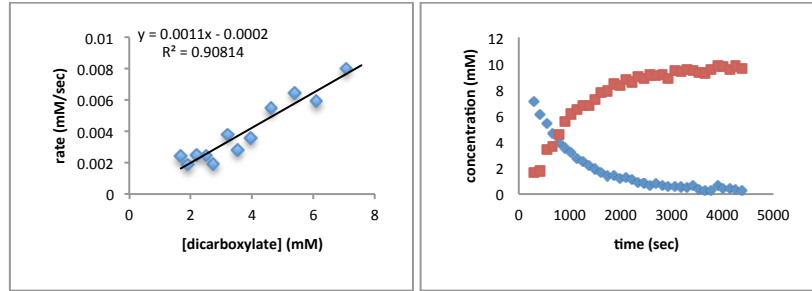 y = 0.0011x - 0.0002
R² = 0.90814
rate (mM/sec)
0.01
0.008
0.006
0.004
0.002
0
0 2 4 6 8
[dicarboxylate] (mM)
concentration (mM)
12
10
8
6
4
2
0
0 1000 2000 3000 4000 5000
time (sec)